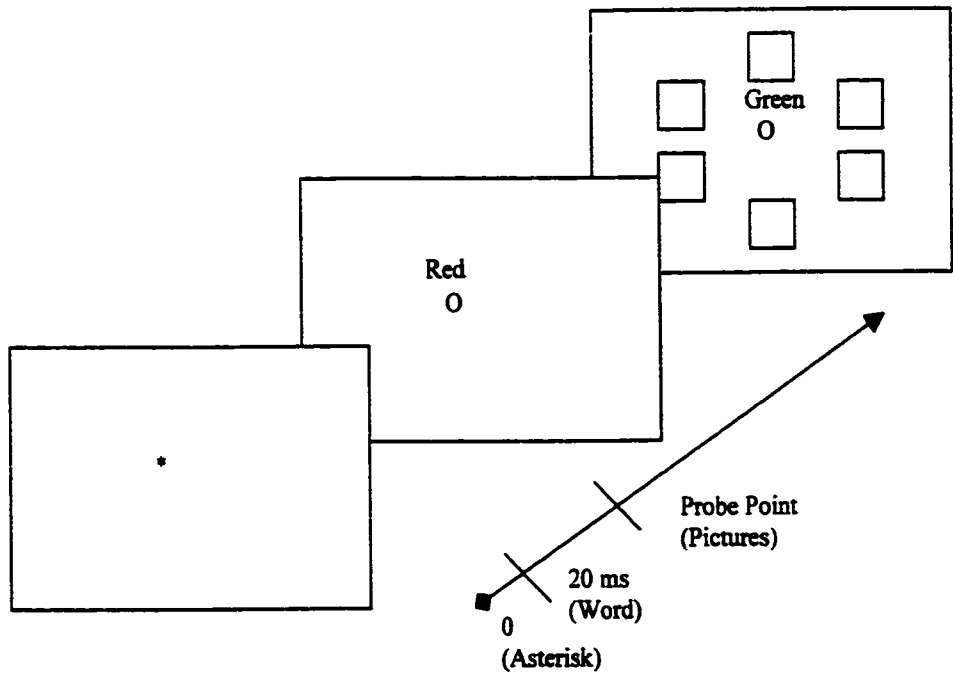 Green
O
Red
O
*
Probe Point
(Pictures)
20 ms
(Word)
0
(Asterisk)